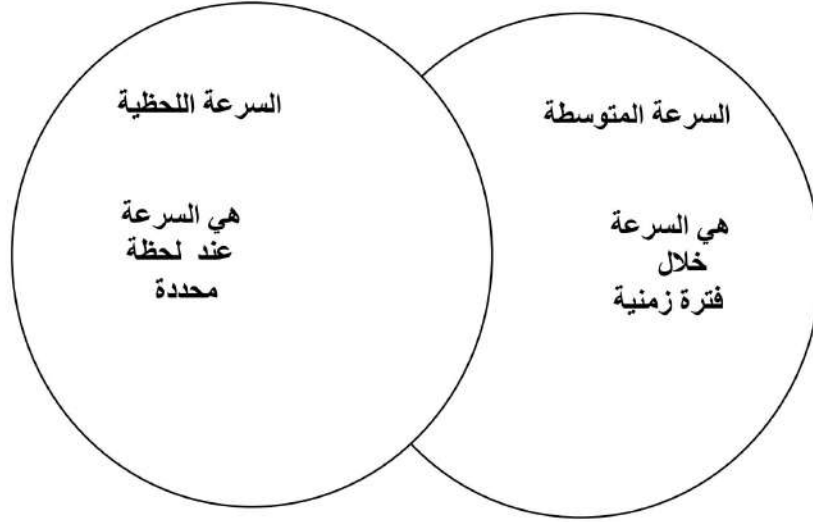 السرعة المتوسطة
هي السرعة
خلال
فترة زمنية
السرعة اللحظية
هي السرعة
عند لحظة
محددة